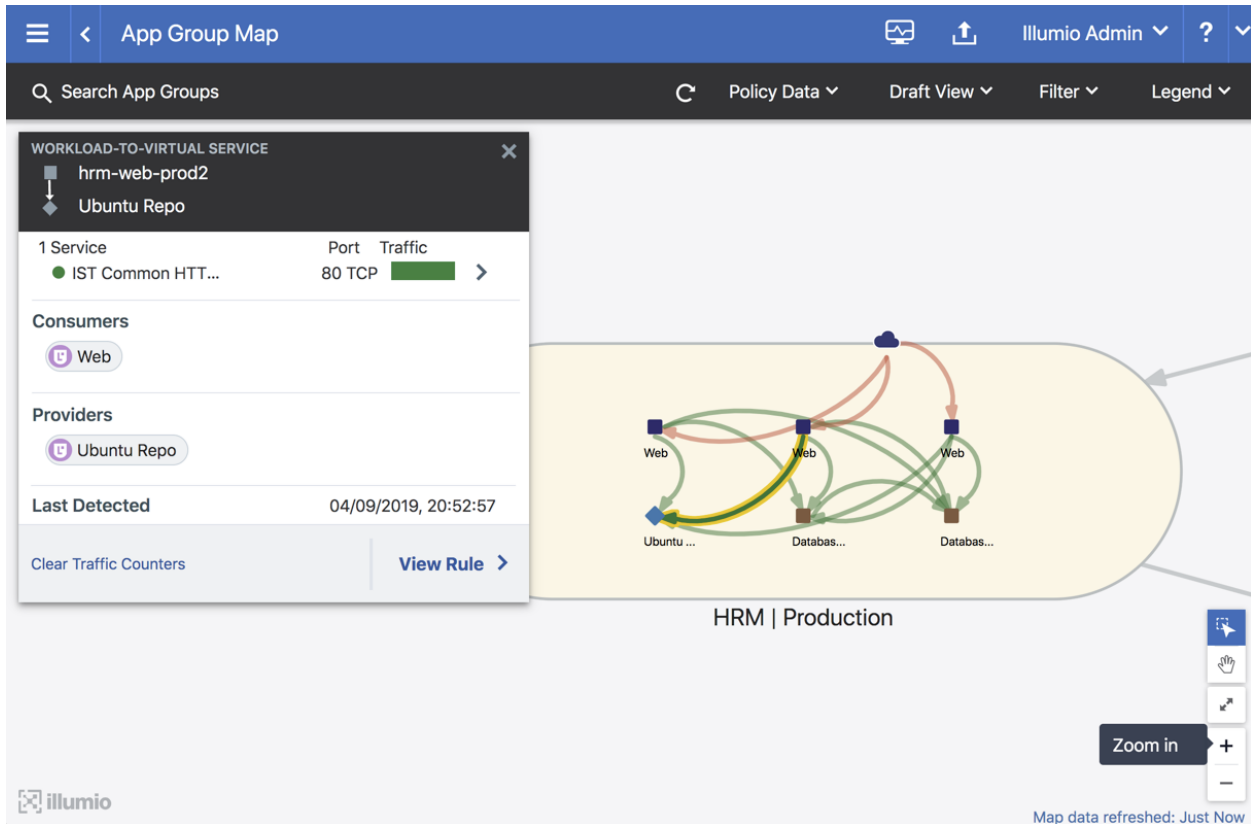 App Group Map
Illumio Admin
?
Search App Groups
Policy Data
Draft View
Filter
Legend
WORKLOAD-TO-VIRTUAL SERVICE
hrm-web-prod2
Ubuntu Repo
1 Service Port Traffic
IST Common HTT... 80 TCP
Consumers
Web
Providers
Ubuntu Repo
Last Detected 04/09/2019, 20:52:57
Clear Traffic Counters
View Rule
Web
Web
Web
Ubuntu ...
Databas...
Databas...
HRM | Production
Zoom in
+
−
illumio
Map data refreshed: Just Now